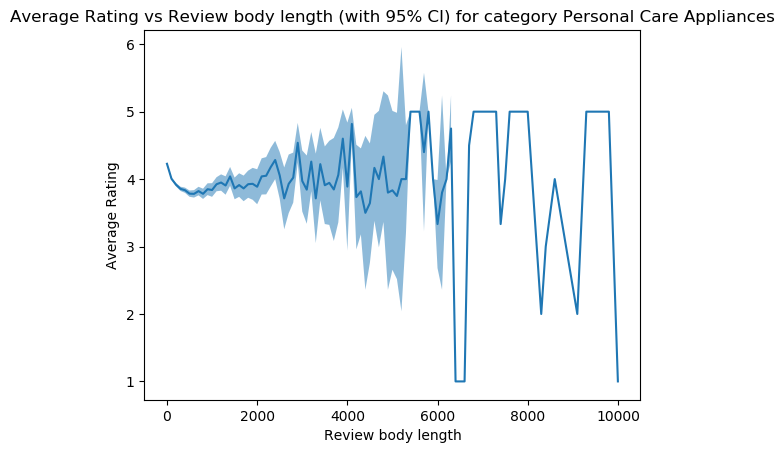 Average Rating vs Review body length (with 95% CI) for category Personal Care Appliances
6
5
4
3
2
1
Average Rating
0 2000 4000 6000 8000 10000
Review body length